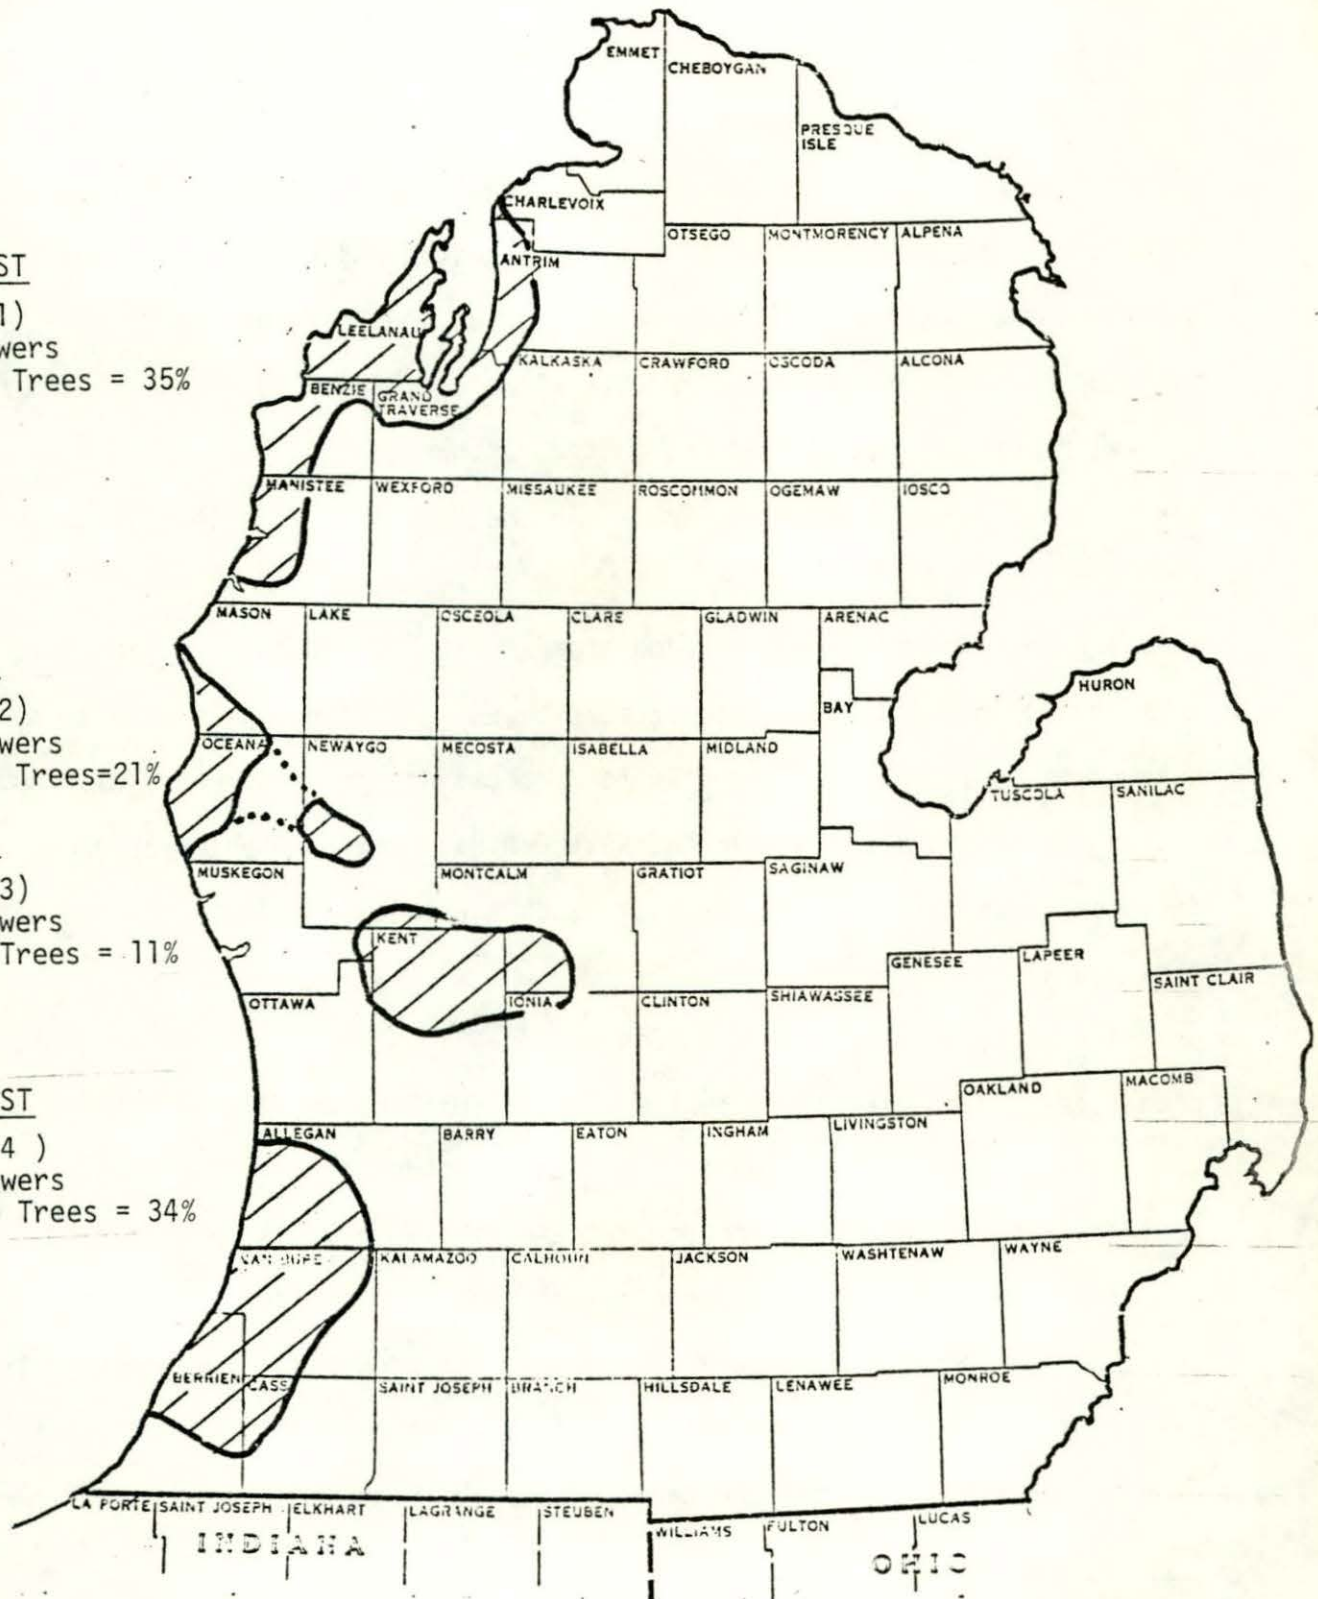 ST
1)
wers
Trees = 35%
2)
wers
Trees=21%
3)
wers
Trees = 11%
ST
4 )
wers
Trees = 34%
EMMET
CHEBOYGAN
PRESQUE
ISLE
CHARLEVOIX
OTSEGO
MONTMORENCY
ALPENA
ANTRIM
LEELANAU
KALKASKA
CRAWFORD
OSCODA
ALCONA
BENZIE
GRAND
TRAVERSE
MANISTEE
WEXFORD
MISSAUKEE
ROSCOMMON
OGEMAW
IOSCO
MASON
LAKE
OSCEOLA
CLARE
GLADWIN
ARENAC
HURON
BAY
OCEANA
NEWAYGO
MECOSTA
ISABELLA
MIDLAND
TUSCOLA
SANILAC
MUSKEGON
MONTCALM
GRATIOT
SAGINAW
KENT
GENESEE
LAPEER
SAINT CLAIR
OTTAWA
IONIA
CLINTON
SHIAWASSEE
OAKLAND
MACOMB
ALLEGAN
BARRY
EATON
INGHAM
LIVINGSTON
VAN BUREN
KALAMAZOO
CALHOUN
JACKSON
WASHTENAW
WAYNE
BERRIEN
CASS
SAINT JOSEPH
BRANCH
HILLSDALE
LENAWEE
MONROE
LA PORTE
SAINT JOSEPH
ELKHART
LAGRANGE
STEUBEN
WILLIAMS
FULTON
LUCAS
INDIANA
OHIO